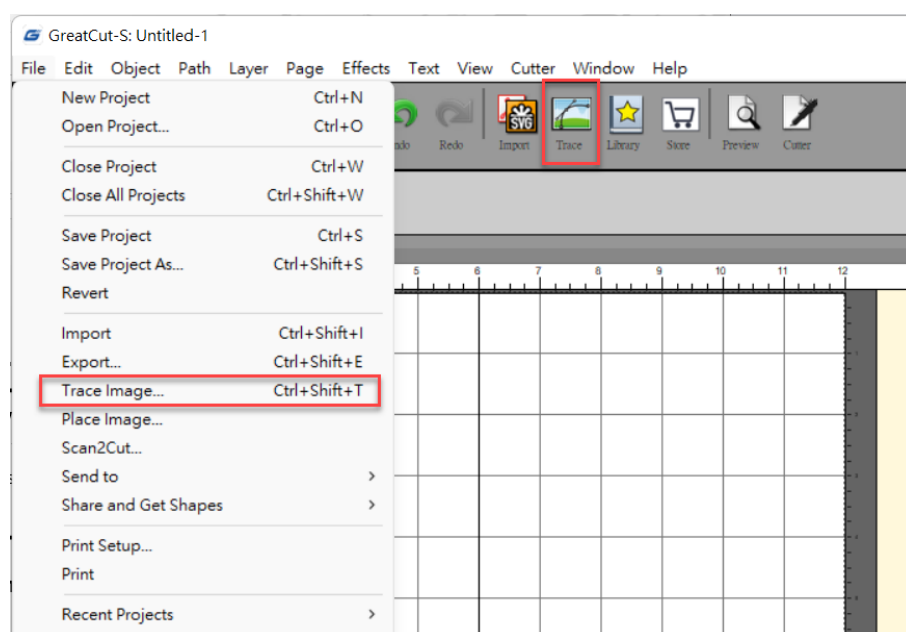 GreatCut-S: Untitled-1
File Edit Object Path Layer Page Effects Text View Cutter Window Help
New Project Ctrl+N
Open Project... Ctrl+O
Close Project Ctrl+W
Close All Projects Ctrl+Shift+W
Save Project Ctrl+S
Save Project As... Ctrl+Shift+S
Revert
Import Ctrl+Shift+I
Export... Ctrl+Shift+E
Trace Image... Ctrl+Shift+T
Place Image...
Scan2Cut...
Send to
Share and Get Shapes
Print Setup...
Print
Recent Projects
SVG
Redo Import Trace Library Store Preview Cutter
5 6 7 8 9 10 11 12